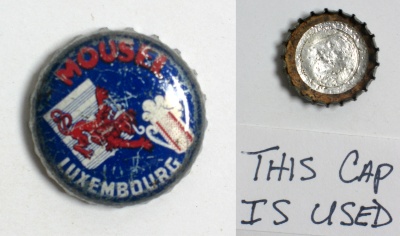 MOUSEL
LUXEMBOURG
THIS CAP
IS USED